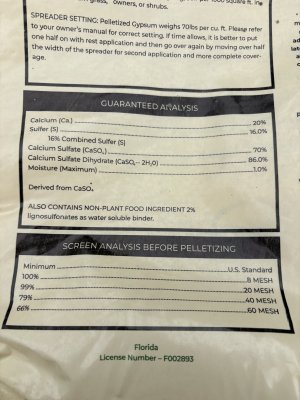 grass, flowers, or shrubs.
SPREADER SETTING: Pelletized Gypsum weighs 70lbs per cu. ft. Please refer
to your owner's manual for correct setting. If time allows, it is better to put
one half on with rest application and then go over again by moving over half
the width of the spreader for second application and more complete cover-
age.
GUARANTEED ANALYSIS
Calcium (Ca.) 20%
Sulfer (S) 16.0%
16% Combined Sulfer (S)
Calcium Sulfate (CaSO₄) 70%
Calcium Sulfate Dihydrate (CaSO₄ – 2H20) 86.0%
Moisture (Maximum) 1.0%
Derived from CaSO₄
ALSO CONTAINS NON-PLANT FOOD INGREDIENT 2%
lignosulfonates as water soluble binder.
SCREEN ANALYSIS BEFORE PELLETIZING
Minimum U.S. Standard
100% 8 MESH
99% 20 MESH
79% 40 MESH
66% 60 MESH
Florida
License Number – F002893